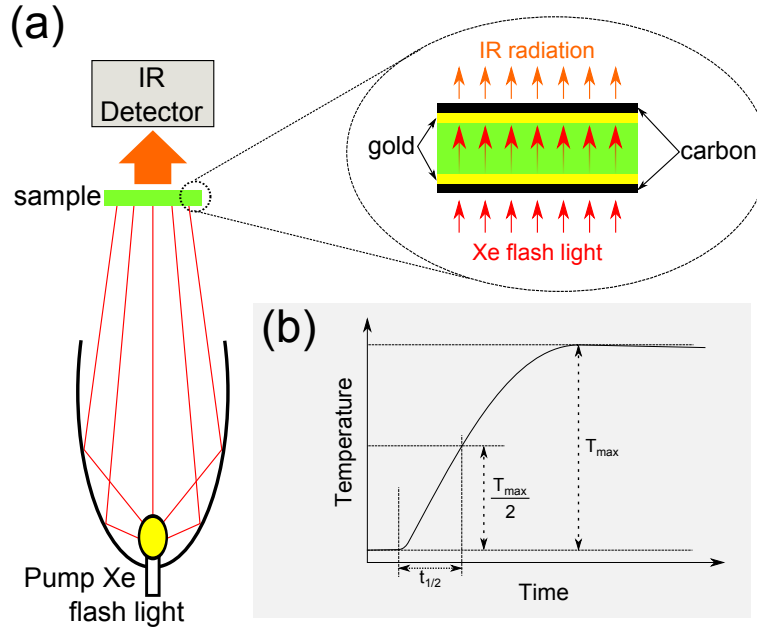 (a)
IR
Detector
sample
Pump Xe
flash light
IR radiation
gold
carbon
Xe flash light
(b)
Temperature
T_max
T_max
2
t_1/2
Time